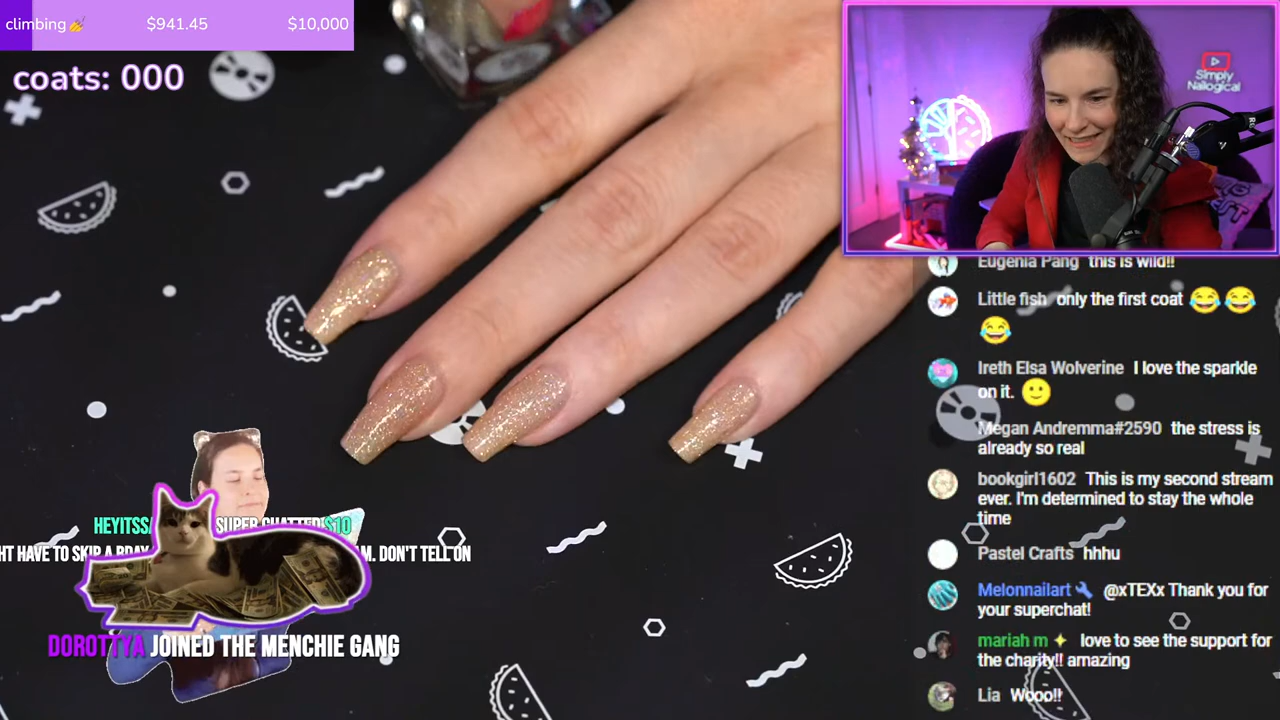 climbing💅 $941.45 $10,000
coats: 000
Simply
Nailogical
Eugenia Pang this is wild!!
Little fish only the first coat 😂😂
😂
Ireth Elsa Wolverine I love the sparkle
on it. 🙂
Megan Andremma#2590 the stress is
already so real
bookgirl1602 This is my second stream
ever. I'm determined to stay the whole
time
Pastel Crafts hhhu
Melonnailart @xTEXx Thank you for
your superchat!
mariah m love to see the support for
the charity!! amazing
Lia Wooo!!
SUPER CHATTED $10
HAVE TO SKIP A DON'T TELL ON
DOROTTYA JOINED THE MENCHIE GANG